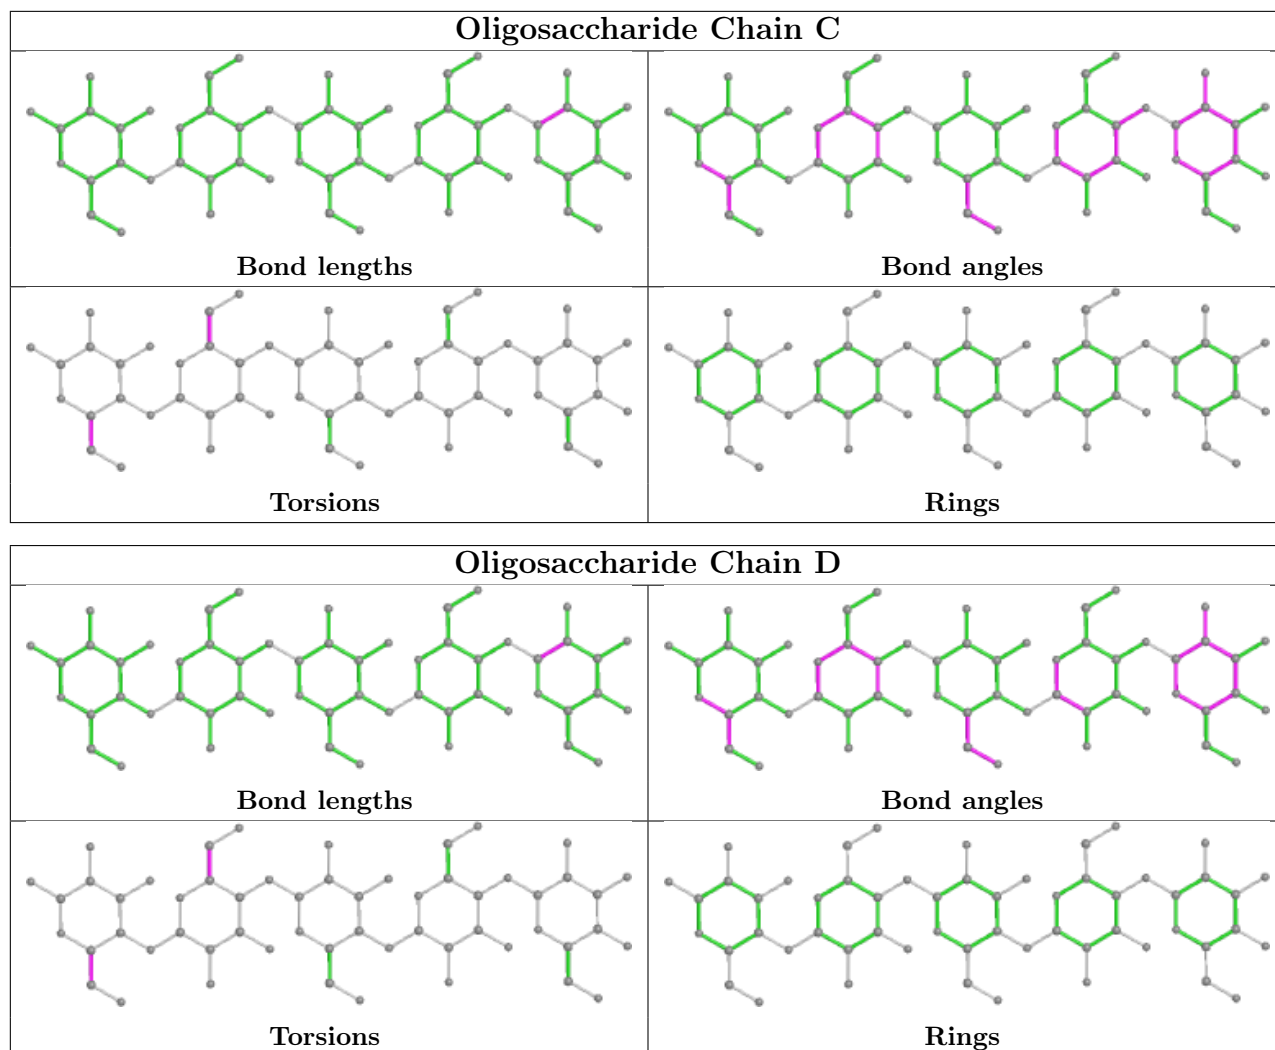 Oligosaccharide Chain C
Bond lengths
Bond angles
Torsions
Rings
Oligosaccharide Chain D
Bond lengths
Bond angles
Torsions
Rings